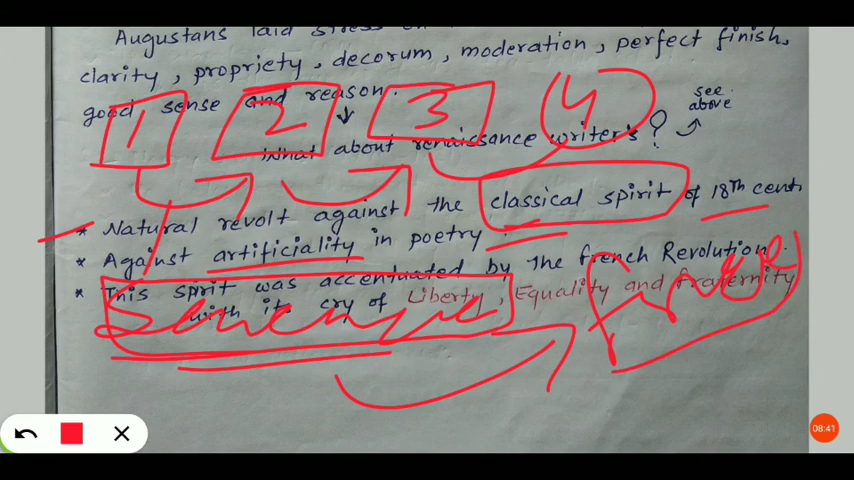 Augustans laid stress on
clarity, propriety, decorum, moderation, perfect finish,
good sense and reason.
see above
1 2 3 4
What about renaissance writer's?
* Natural revolt against the classical spirit of 18th cent.
* Against artificiality in poetry.
* This spirit was accentuated by the French Revolution.
with its cry of Liberty, Equality and fraternity
08:41